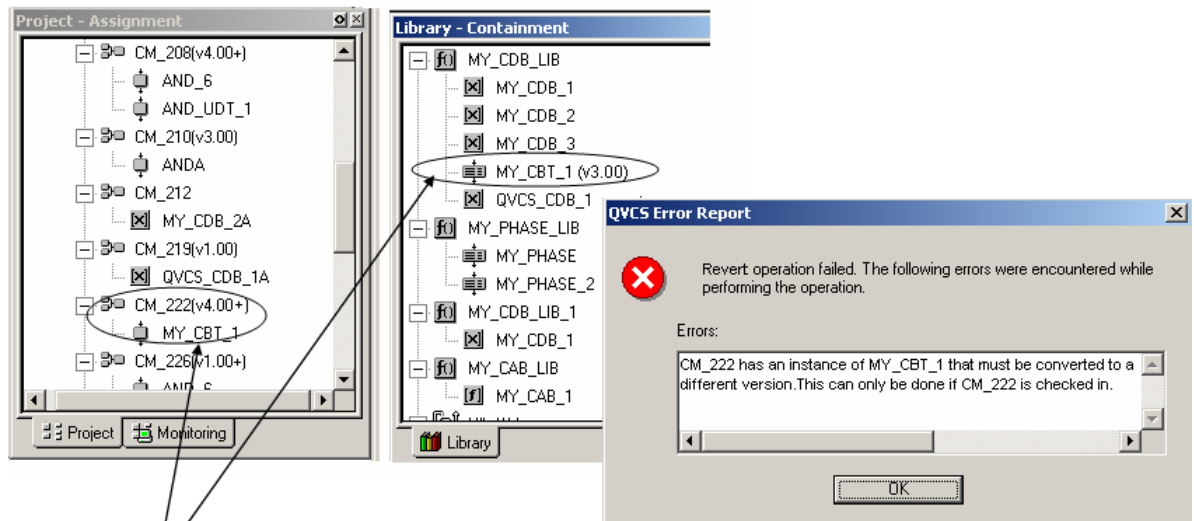 Project - Assignment
CM_208(v4.00+)
AND_6
AND_UDT_1
CM_210(v3.00)
ANDA
CM_212
MY_CDB_2A
CM_219(v1.00)
QVCS_CDB_1A
CM_222(v4.00+)
MY_CBT_1
CM_226(v1.00+)
AND_6
Project
Monitoring
Library - Containment
MY_CDB_LIB
MY_CDB_1
MY_CDB_2
MY_CDB_3
MY_CBT_1 (v3.00)
QVCS_CDB_1
MY_PHASE_LIB
MY_PHASE
MY_PHASE_2
MY_CDB_LIB_1
MY_CDB_1
MY_CAB_LIB
MY_CAB_1
Library
QVCS Error Report
Revert operation failed. The following errors were encountered while
performing the operation.
Errors:
CM_222 has an instance of MY_CBT_1 that must be converted to a
different version.This can only be done if CM_222 is checked in.
OK